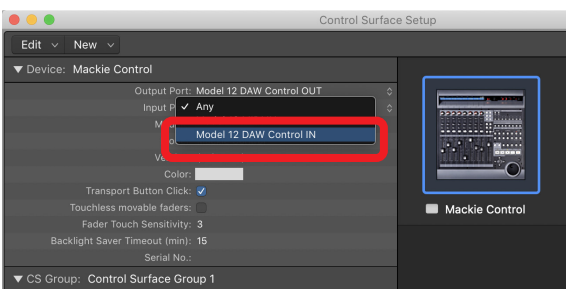 Control Surface Setup
Edit New
Device: Mackie Control
Output Port: Model 12 DAW Control OUT
Input P
Any
M
Model 12 DAW Control IN
Ve
Color:
Transport Button Click:
Touchless movable faders:
Fader Touch Sensitivity: 3
Backlight Saver Timeout (min): 15
Serial No.:
CS Group: Control Surface Group 1
Mackie Control